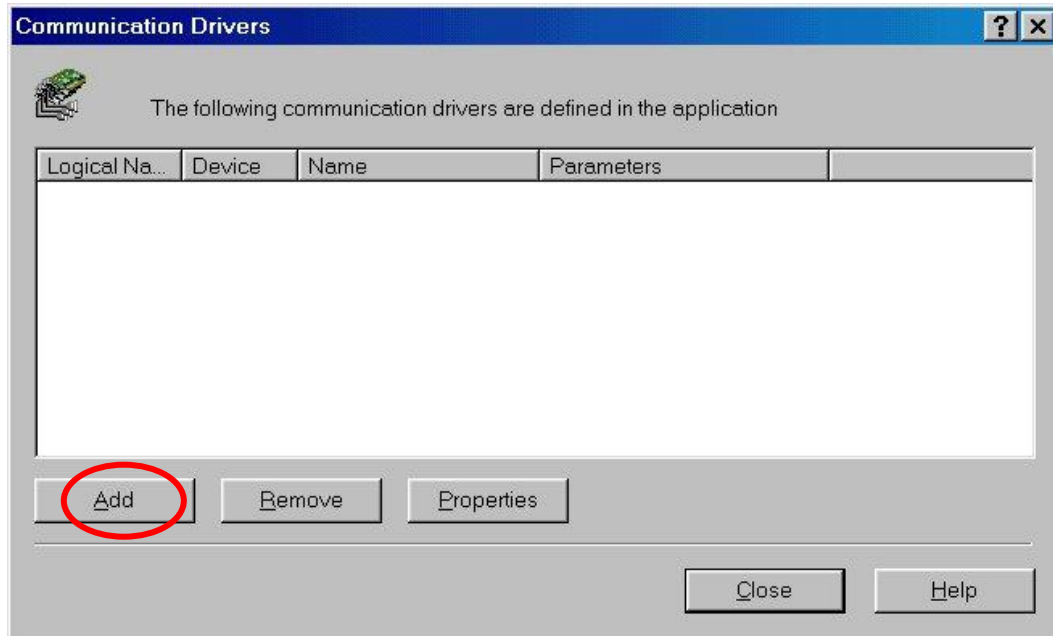 Communication Drivers
The following communication drivers are defined in the application
Logical Na... Device Name Parameters
Add Remove Properties
Close Help